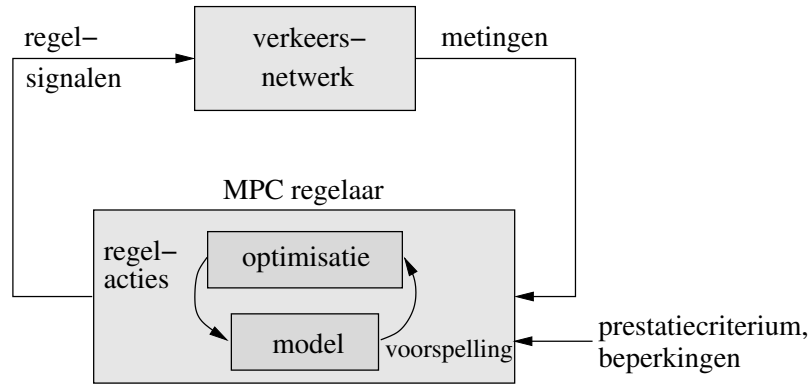 regel–
signalen
verkeers–
netwerk
metingen
MPC regelaar
regel–
acties
optimisatie
model
voorspelling
prestatiecriterium,
beperkingen